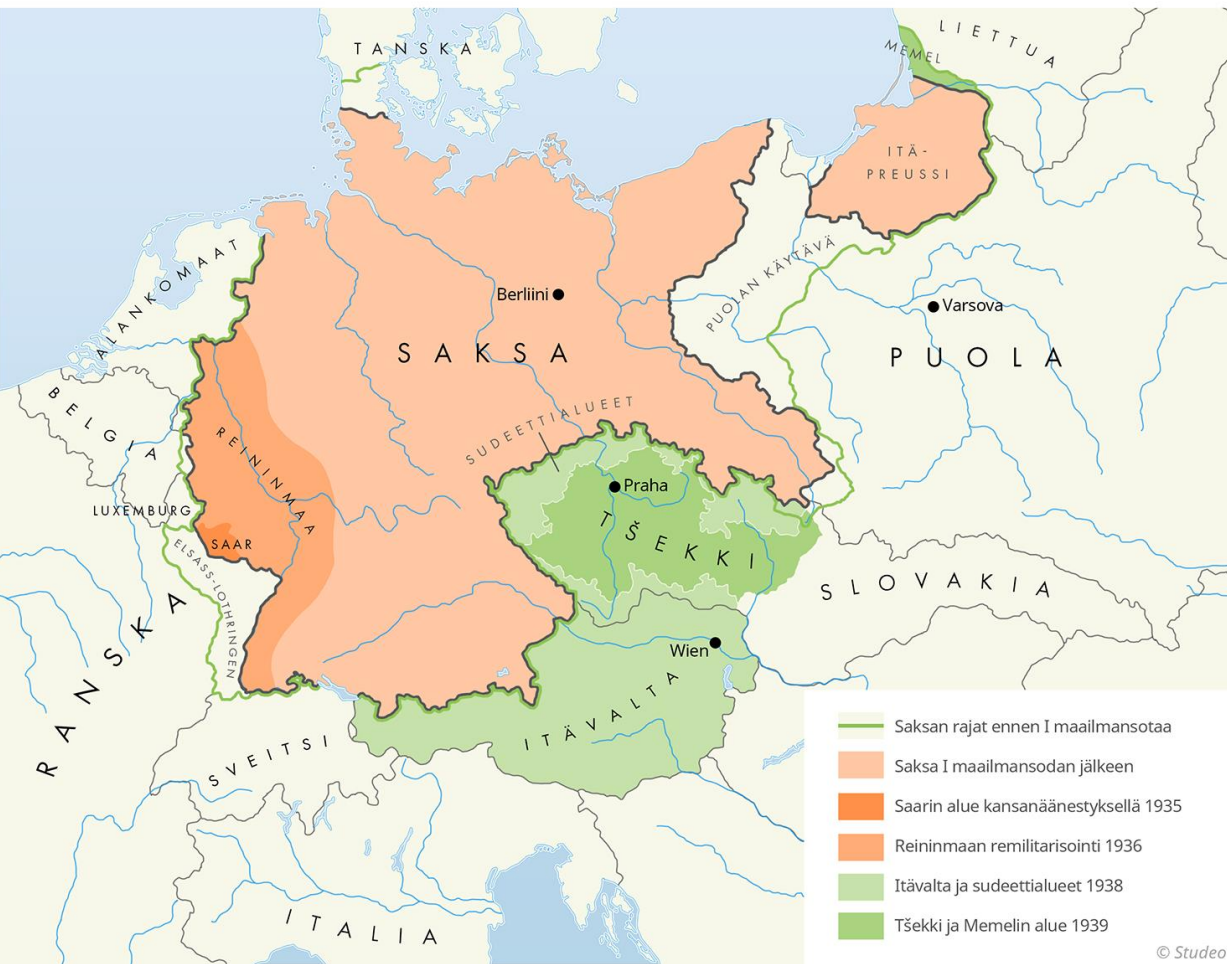 TANSKA
LIETTUA
MEMEL
ITÄ-
PREUSSI
ALANKOMAAT
PUOLAN KÄYTÄVÄ
Berliini
Varsova
SAKSA
PUOLA
BELGIA
SUDEETTIALUEET
REININMAA
Praha
LUXEMBURG
TŠEKKI
SAAR
ELSASS-LOTHRINGEN
SLOVAKIA
RANSKA
Wien
ITÄVALTA
SVEITSI
ITALIA
Saksan rajat ennen I maailmansotaa
Saksa I maailmansodan jälkeen
Saarin alue kansanäänestyksellä 1935
Reininmaan remilitarisointi 1936
Itävalta ja sudeettialueet 1938
Tšekki ja Memelin alue 1939
© Studeo